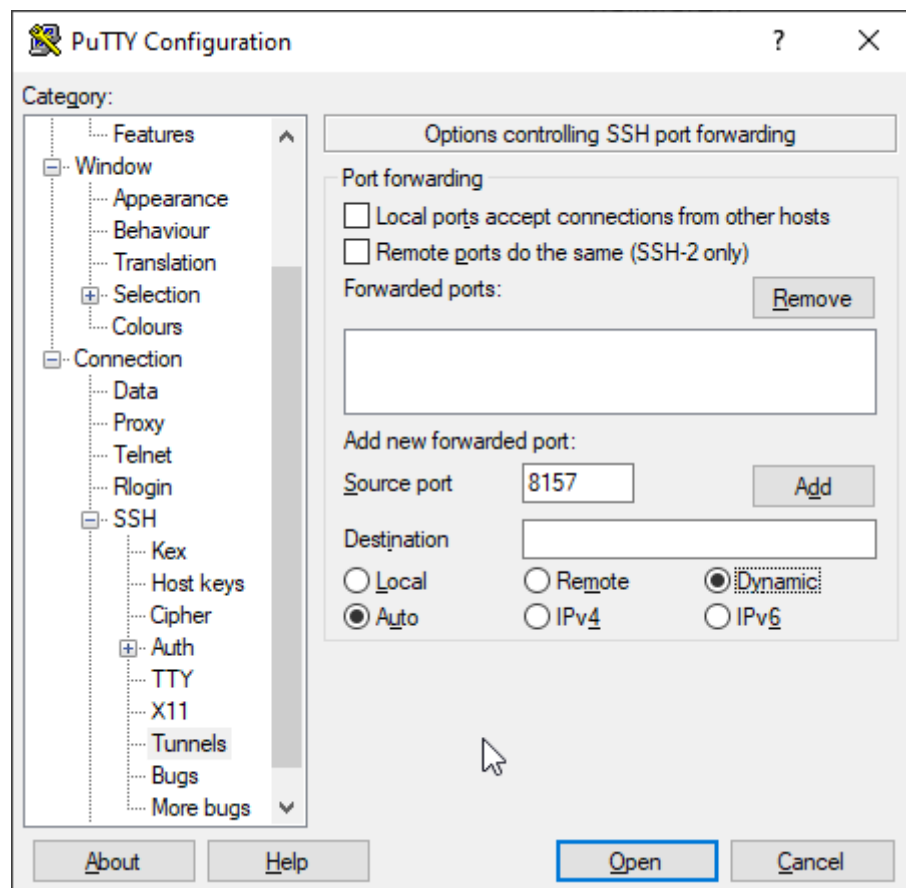 PuTTY Configuration
?
Category:
Features
Window
Appearance
Behaviour
Translation
Selection
Colours
Connection
Data
Proxy
Telnet
Rlogin
SSH
Kex
Host keys
Cipher
Auth
TTY
X11
Tunnels
Bugs
More bugs
Options controlling SSH port forwarding
Port forwarding
Local ports accept connections from other hosts
Remote ports do the same (SSH-2 only)
Forwarded ports:
Remove
Add new forwarded port:
Source port 8157 Add
Destination
Local Remote Dynamic
Auto IPv4 IPv6
About Help Open Cancel